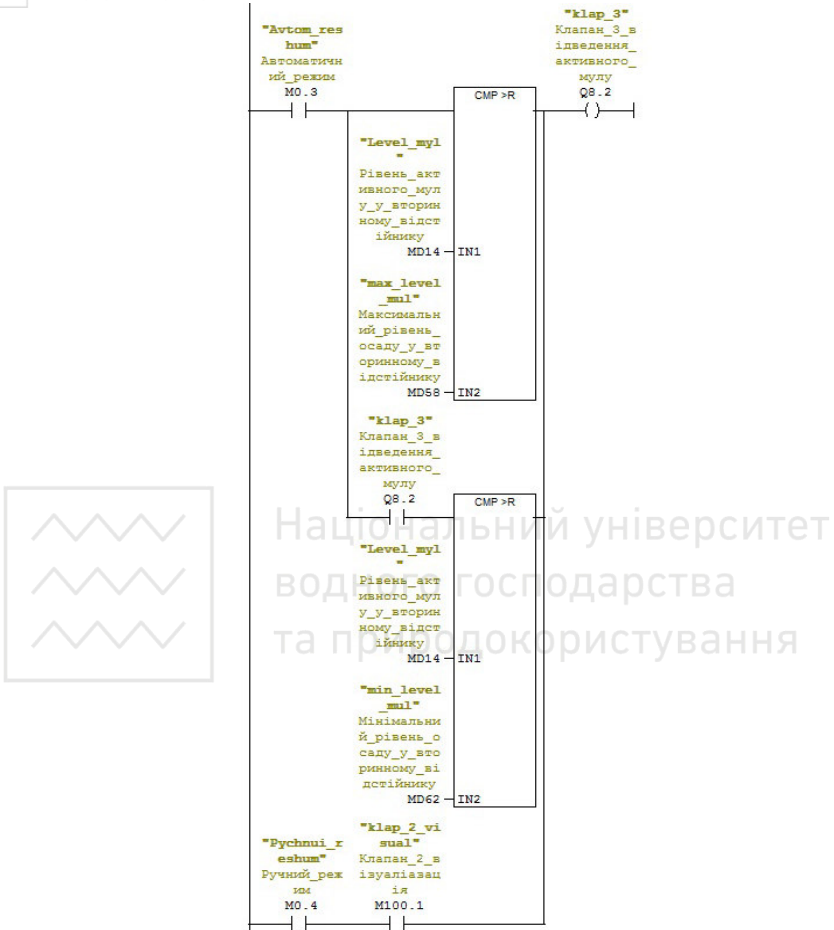 "klap_3"
Клапан_3_в
ідведення_
активного_
мулу
Q8.2
"Avtom_res
hum"
Автоматичн
ий_режим
M0.3
CMP >R
"Level_myl
"
Рівень_акт
ивного_мул
у_у_вторин
ному_відст
ійнику
MD14
IN1
"max_level
_mul"
Максимальн
ий_рівень_
осаду_у_вт
оринному_в
ідстійнику
MD58
IN2
"klap_3"
Клапан_3_в
ідведення_
активного_
мулу
Q8.2
CMP >R
"Level_myl
"
Рівень_акт
ивного_мул
у_у_вторин
ному_відст
ійнику
MD14
IN1
"min_level
_mul"
Мінімальни
й_рівень_о
саду_у_вто
ринному_ві
дстійнику
MD62
IN2
"Pychnui_r
eshum"
Ручний_реж
им
M0.4
"klap_2_vi
sual"
Клапан_2_в
ізуаліазац
ія
M100.1
Національний університет
водного господарства
та природокористування